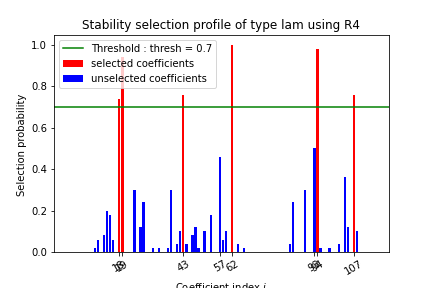 Stability selection profile of type lam using R4
Threshold : thresh = 0.7
selected coefficients
unselected coefficients
Selection probability
1.0
0.8
0.6
0.4
0.2
0.0
43
57
62
107
Coefficient index i